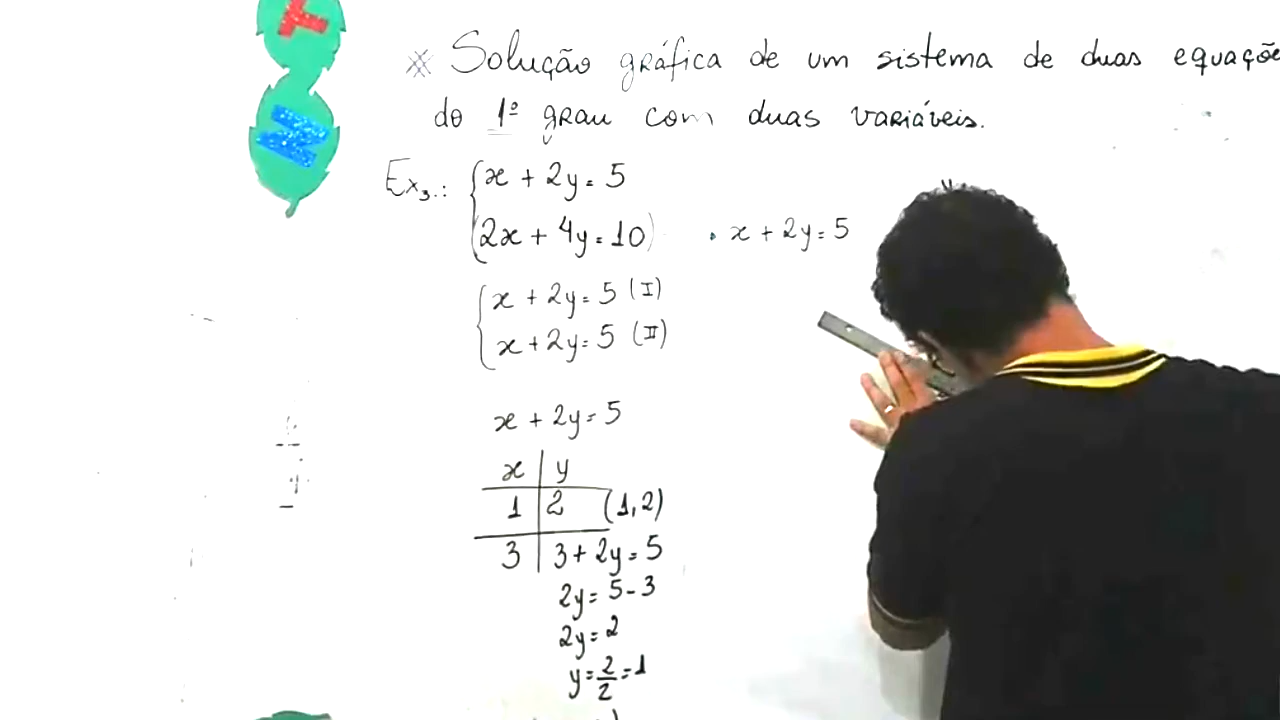 T
M
※ Solução gráfica de um sistema de duas equaçõe
do 1º grau com duas variáveis.
Ex3.: { x + 2y = 5
2x + 4y = 10
• x + 2y = 5
{ x + 2y = 5 (I)
x + 2y = 5 (II)
x + 2y = 5
x | y
1 | 2 (1,2)
3 | 3 + 2y = 5
2y = 5 - 3
2y = 2
y = 2/2 = 1